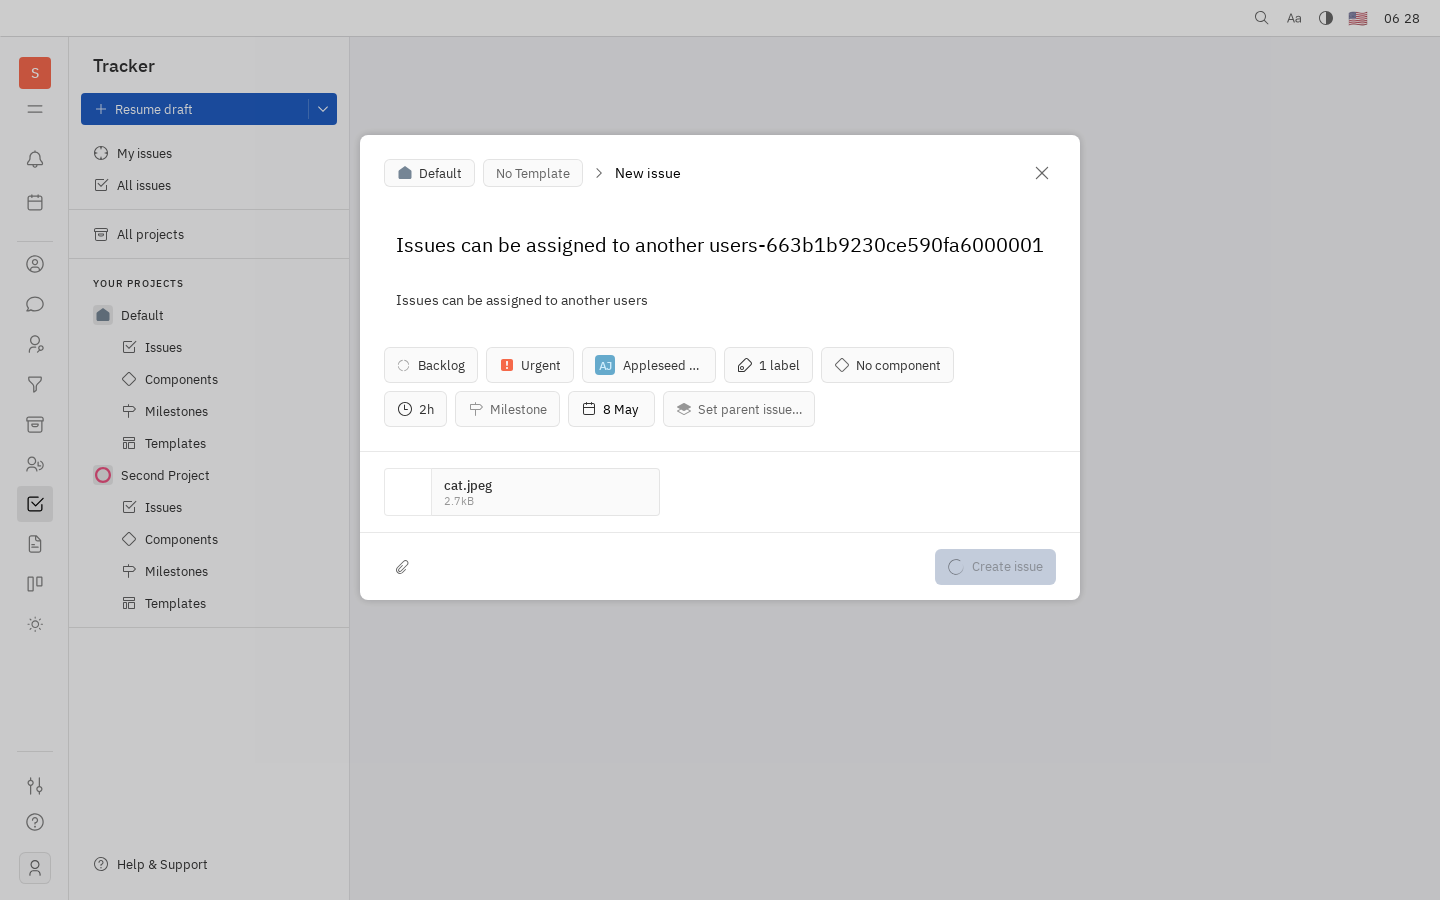 Aa
06 28
S
Tracker
Resume draft
My issues
All issues
All projects
YOUR PROJECTS
Default
Issues
Components
Milestones
Templates
Second Project
Issues
Components
Milestones
Templates
Help & Support
Default
No Template
New issue
Issues can be assigned to another users-663b1b9230ce590fa6000001
Issues can be assigned to another users
Backlog
Urgent
AJ Appleseed ...
1 label
No component
2h
Milestone
8 May
Set parent issue...
cat.jpeg
2.7kB
Create issue